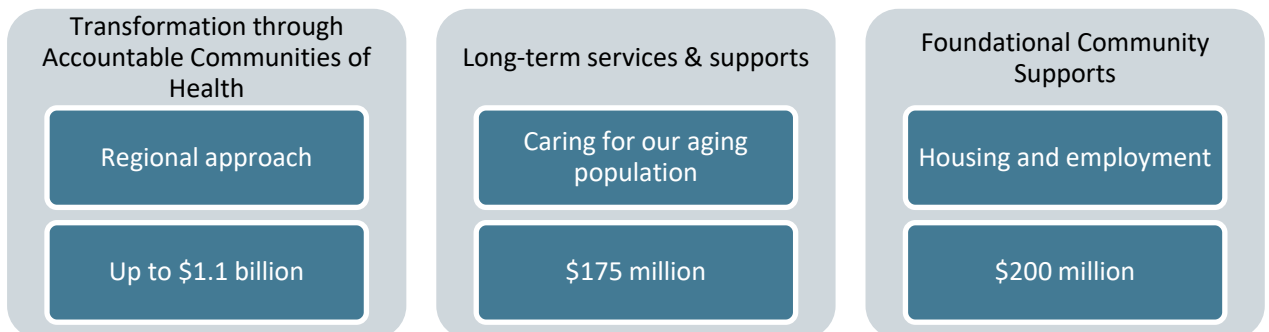 Transformation through
Accountable Communities of
Health
Regional approach
Up to $1.1 billion
Long-term services & supports
Caring for our aging
population
$175 million
Foundational Community
Supports
Housing and employment
$200 million